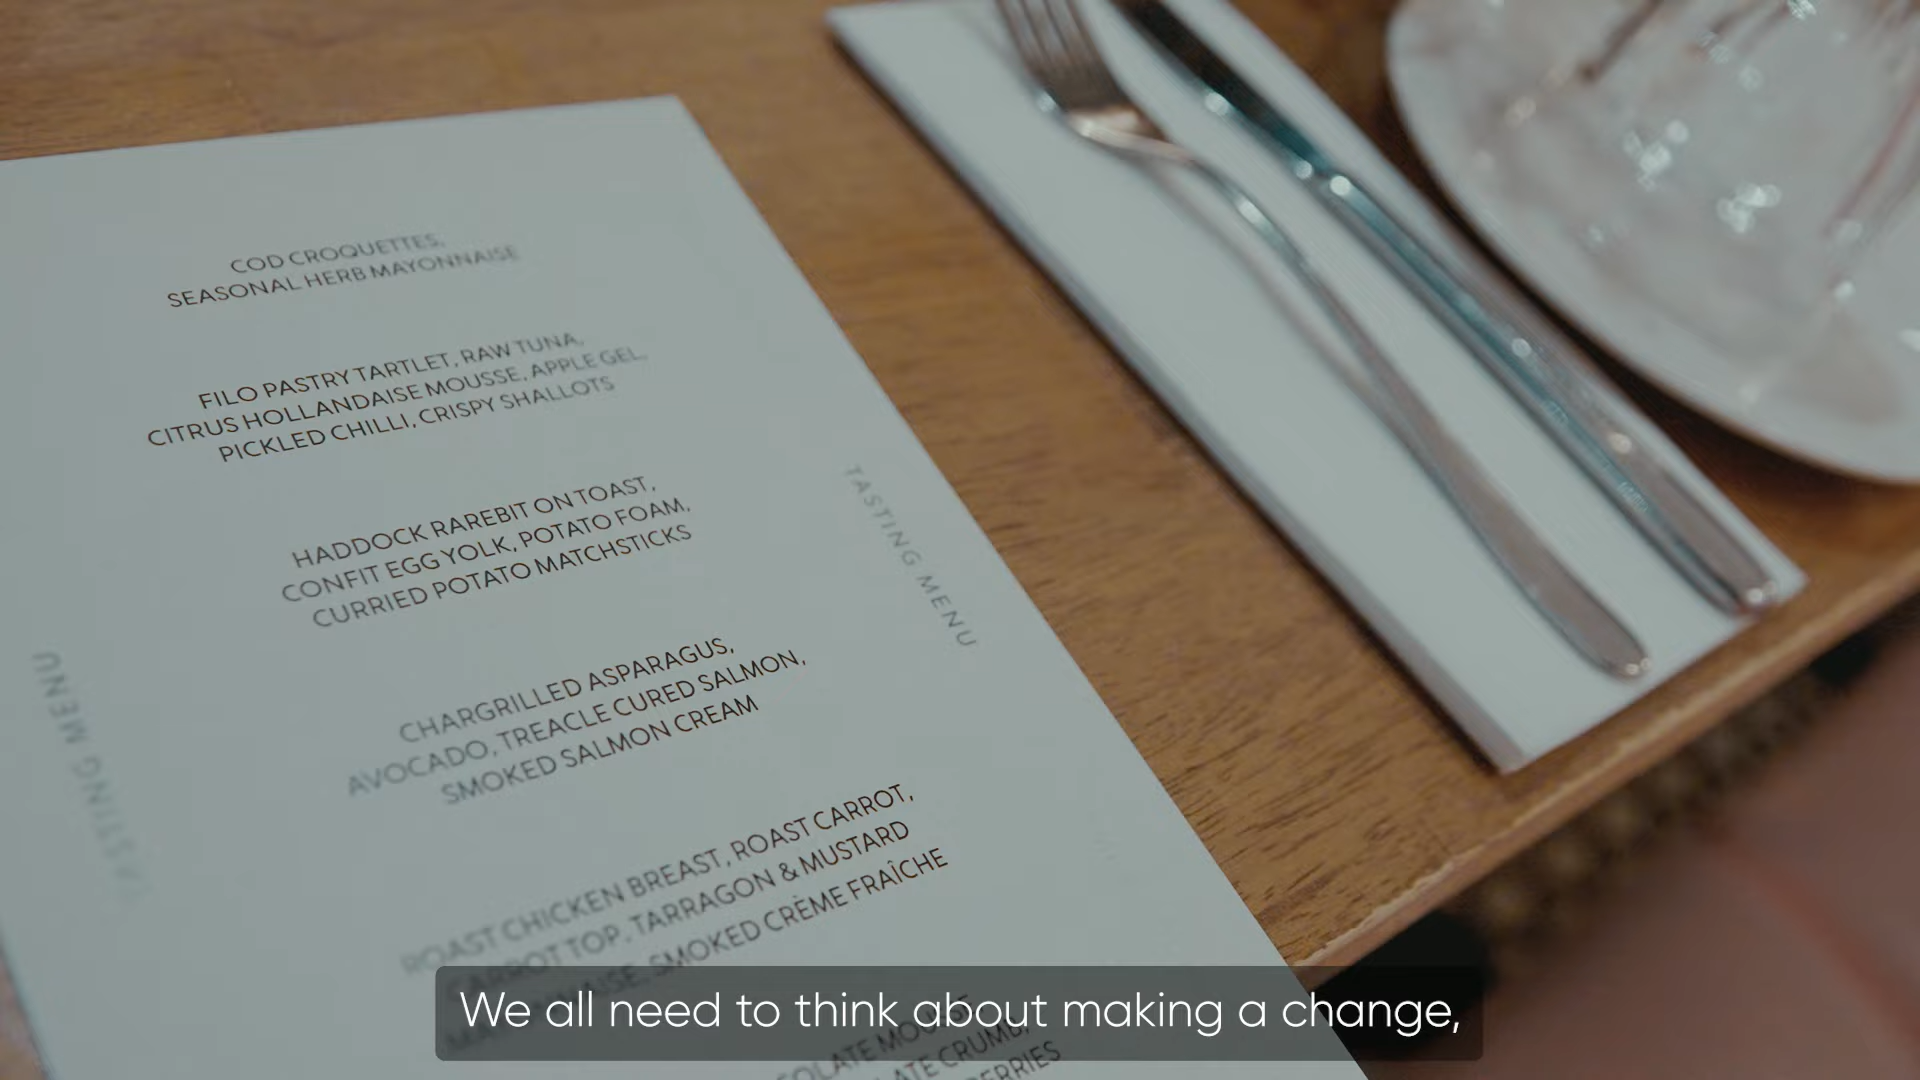 COD CROQUETTES,
SEASONAL HERB MAYONNAISE
FILO PASTRY TARTLET, RAW TUNA,
CITRUS HOLLANDAISE MOUSSE, APPLE GEL,
PICKLED CHILLI, CRISPY SHALLOTS
HADDOCK RAREBIT ON TOAST,
CONFIT EGG YOLK, POTATO FOAM,
CURRIED POTATO MATCHSTICKS
TASTING MENU
TASTING MENU
CHARGRILLED ASPARAGUS,
AVOCADO, TREACLE CURED SALMON,
SMOKED SALMON CREAM
ROAST CHICKEN BREAST, ROAST CARROT,
CARROT TOP, TARRAGON & MUSTARD
SMOKED CRÈME FRAÎCHE
We all need to think about making a change,